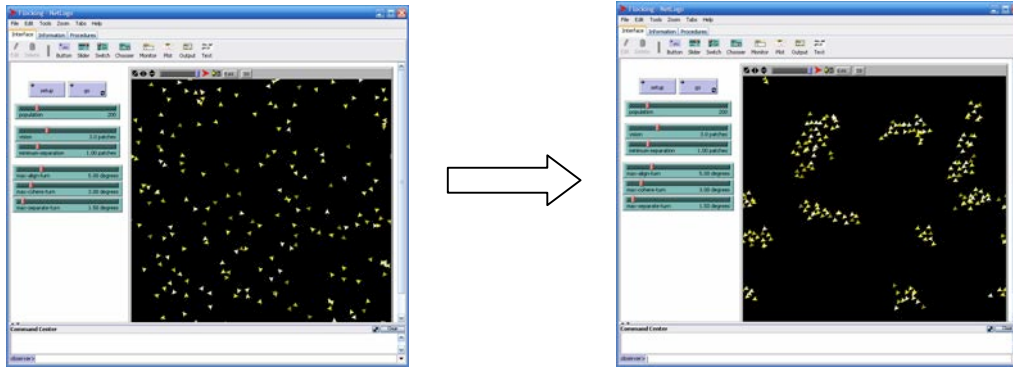 Flocking - NetLogo
File Edit Tools Zoom Tabs Help
Interface Information Procedures
Edit Delete Button Slider Switch Chooser Monitor Plot Output Text
setup go
population 200
vision 3.0 patches
minimum-separation 1.00 patches
max-align-turn 5.00 degrees
max-cohere-turn 3.00 degrees
max-separate-turn 1.50 degrees
Command Center
observer>
Flocking - NetLogo
File Edit Tools Zoom Tabs Help
Interface Information Procedures
Edit Delete Button Slider Switch Chooser Monitor Plot Output Text
setup go
population 200
vision 3.0 patches
minimum-separation 1.00 patches
max-align-turn 5.00 degrees
max-cohere-turn 3.00 degrees
max-separate-turn 1.50 degrees
Command Center
observer>